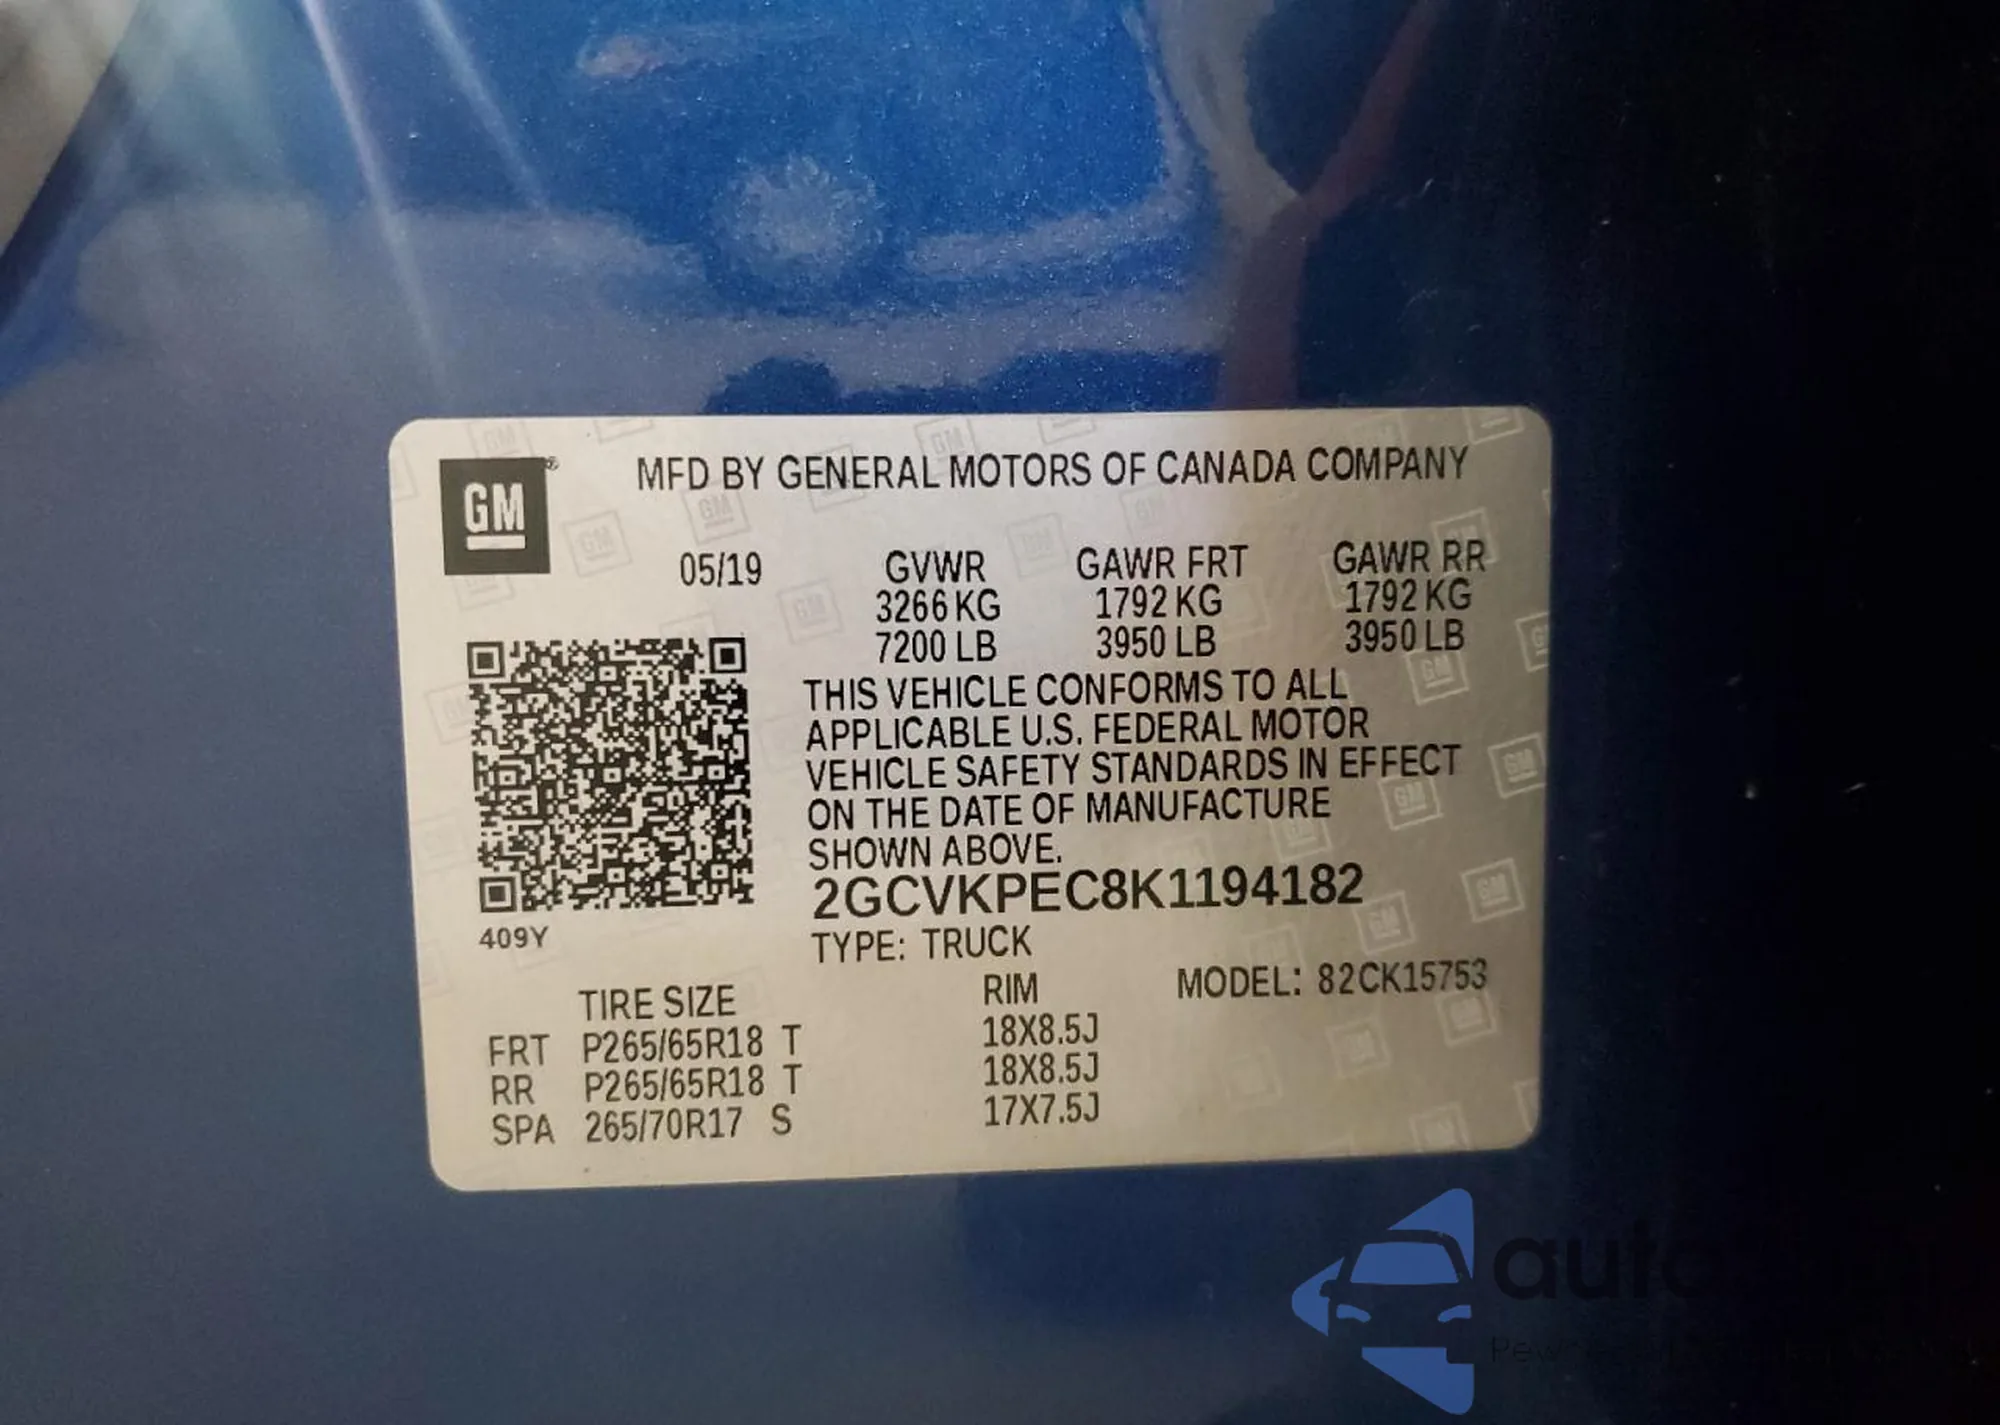 GM
MFD BY GENERAL MOTORS OF CANADA COMPANY
05/19 GVWR GAWR FRT GAWR RR
3266 KG 1792 KG 1792 KG
7200 LB 3950 LB 3950 LB
THIS VEHICLE CONFORMS TO ALL
APPLICABLE U.S. FEDERAL MOTOR
VEHICLE SAFETY STANDARDS IN EFFECT
ON THE DATE OF MANUFACTURE
SHOWN ABOVE.
2GCVKPEC8K1194182
409Y
TYPE: TRUCK
TIRE SIZE RIM MODEL: 82CK15753
FRT P265/65R18 T 18X8.5J
RR P265/65R18 T 18X8.5J
SPA 265/70R17 S 17X7.5J